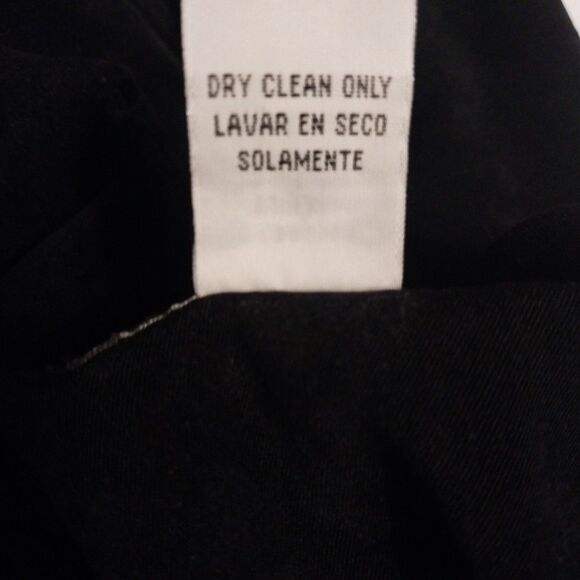 DRY CLEAN ONLY
LAVAR EN SECO
SOLAMENTE